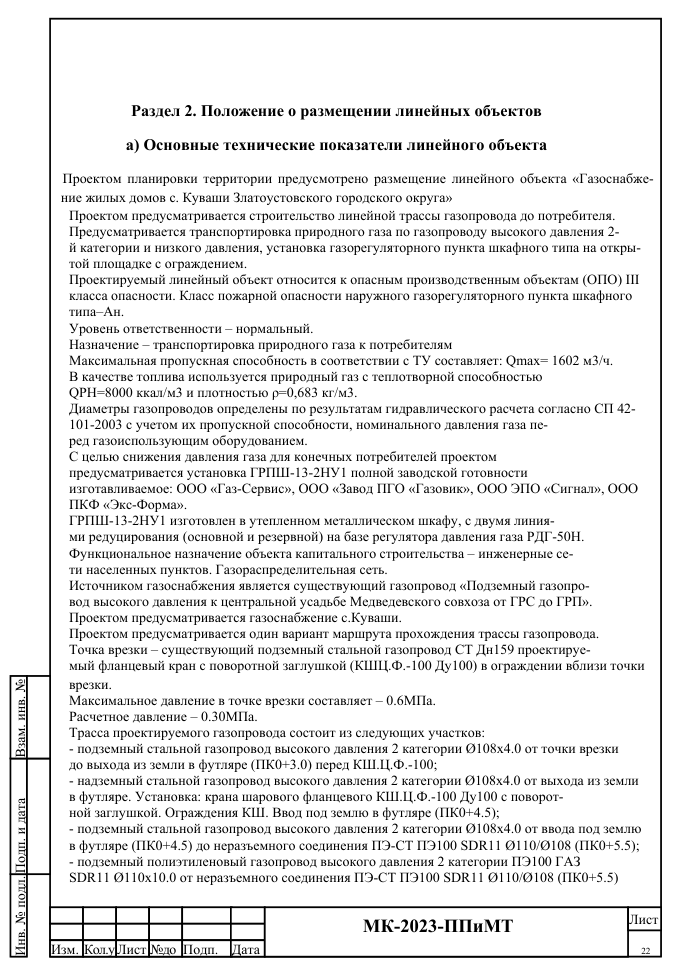 Раздел 2. Положение о размещении линейных объектов
а) Основные технические показатели линейного объекта
Проектом планировки территории предусмотрено размещение линейного объекта «Газоснабже-
ние жилых домов с. Куваши Златоустовского городского округа»
Проектом предусматривается строительство линейной трассы газопровода до потребителя.
Предусматривается транспортировка природного газа по газопроводу высокого давления 2-
й категории и низкого давления, установка газорегуляторного пункта шкафного типа на откры-
той площадке с ограждением.
Проектируемый линейный объект относится к опасным производственным объектам (ОПО) III
класса опасности. Класс пожарной опасности наружного газорегуляторного пункта шкафного
типа–Ан.
Уровень ответственности – нормальный.
Назначение – транспортировка природного газа к потребителям
Максимальная пропускная способность в соответствии с ТУ составляет: Qmax= 1602 м3/ч.
В качестве топлива используется природный газ с теплотворной способностью
QРН=8000 ккал/м3 и плотностью ρ=0,683 кг/м3.
Диаметры газопроводов определены по результатам гидравлического расчета согласно СП 42-
101-2003 с учетом их пропускной способности, номинального давления газа пе-
ред газоиспользующим оборудованием.
С целью снижения давления газа для конечных потребителей проектом
предусматривается установка ГРПШ-13-2НУ1 полной заводской готовности
изготавливаемое: ООО «Газ-Сервис», ООО «Завод ПГО «Газовик», ООО ЭПО «Сигнал», ООО
ПКФ «Экс-Форма».
ГРПШ-13-2НУ1 изготовлен в утепленном металлическом шкафу, с двумя линия-
ми редуцирования (основной и резервной) на базе регулятора давления газа РДГ-50Н.
Функциональное назначение объекта капитального строительства – инженерные се-
ти населенных пунктов. Газораспределительная сеть.
Источником газоснабжения является существующий газопровод «Подземный газопро-
вод высокого давления к центральной усадьбе Медведевского совхоза от ГРС до ГРП».
Проектом предусматривается газоснабжение с.Куваши.
Проектом предусматривается один вариант маршрута прохождения трассы газопровода.
Точка врезки – существующий подземный стальной газопровод СТ Дн159 проектируе-
мый фланцевый кран с поворотной заглушкой (КШЦ.Ф.-100 Ду100) в ограждении вблизи точки
врезки.
Максимальное давление в точке врезки составляет – 0.6МПа.
Расчетное давление – 0.30МПа.
Трасса проектируемого газопровода состоит из следующих участков:
- подземный стальной газопровод высокого давления 2 категории Ø108х4.0 от точки врезки
до выхода из земли в футляре (ПК0+3.0) перед КШ.Ц.Ф.-100;
- надземный стальной газопровод высокого давления 2 категории Ø108х4.0 от выхода из земли
в футляре. Установка: крана шарового фланцевого КШ.Ц.Ф.-100 Ду100 с поворот-
ной заглушкой. Ограждения КШ. Ввод под землю в футляре (ПК0+4.5);
- подземный стальной газопровод высокого давления 2 категории Ø108х4.0 от ввода под землю
в футляре (ПК0+4.5) до неразъемного соединения ПЭ-СТ ПЭ100 SDR11 Ø110/Ø108 (ПК0+5.5);
- подземный полиэтиленовый газопровод высокого давления 2 категории ПЭ100 ГАЗ
SDR11 Ø110х10.0 от неразъемного соединения ПЭ-СТ ПЭ100 SDR11 Ø110/Ø108 (ПК0+5.5)
Взам. инв. №
Подп. и дата
Инв. № подл.
Изм. Кол.у Лист №до Подп. Дата
МК-2023-ППиМТ
Лист
22